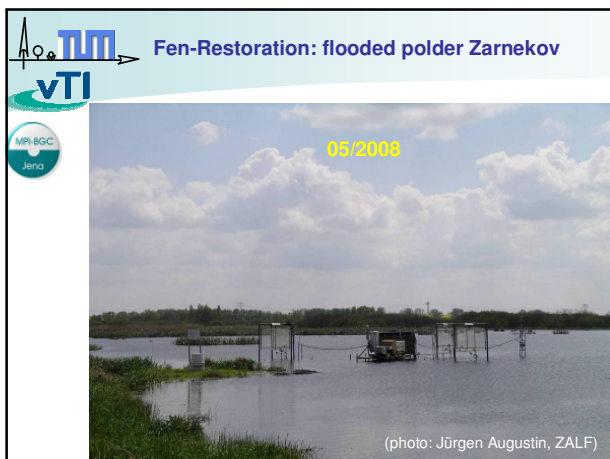 TUM
Fen-Restoration: flooded polder Zarnekov
vTI
MPI-BGC
Jena
05/2008
(photo: Jürgen Augustin, ZALF)